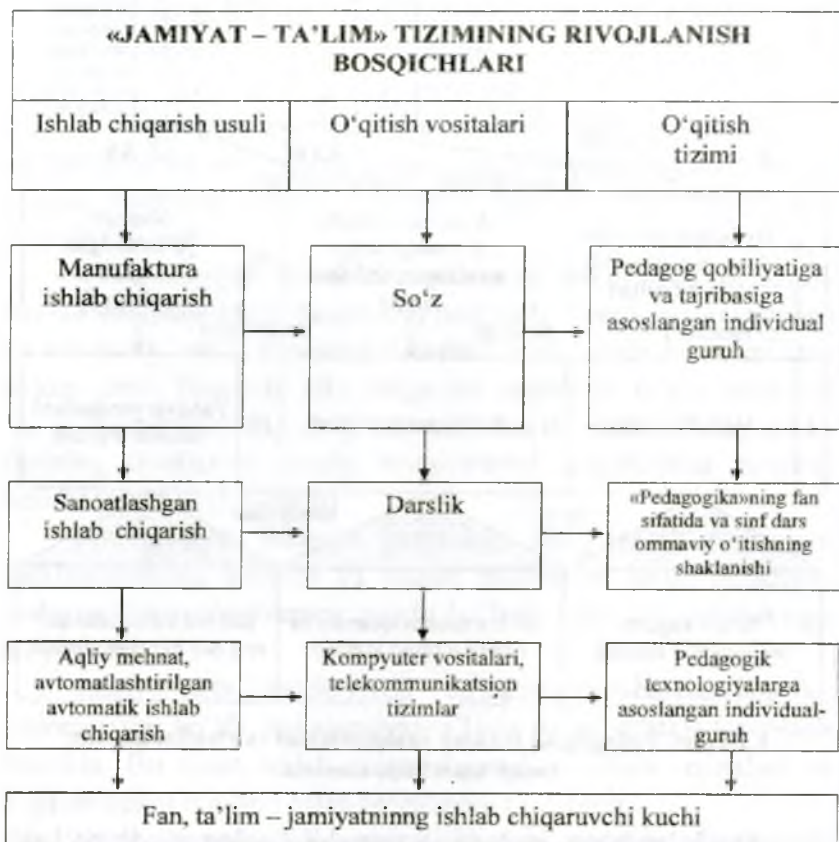 «JAMIYAT – TA’LIM» TIZIMINING RIVOJLANISH
BOSQICHLARI
Ishlab chiqarish usuli
O‘qitish vositalari
O‘qitish
tizimi
Manufaktura
ishlab chiqarish
So‘z
Pedagog qobiliyatiga
va tajribasiga
asoslangan individual
guruh
Sanoatlashgan
ishlab chiqarish
Darslik
«Pedagogika»ning fan
sifatida va sinf dars
ommaviy o‘itishning
shaklanishi
Aqliy mehnat,
avtomatlashtirilgan
avtomatik ishlab
chiqarish
Kompyuter vositalari,
telekommunikatsion
tizimlar
Pedagogik
texnologiyalarga
asoslangan individual-
guruh
Fan, ta’lim – jamiyatninng ishlab chiqaruvchi kuchi